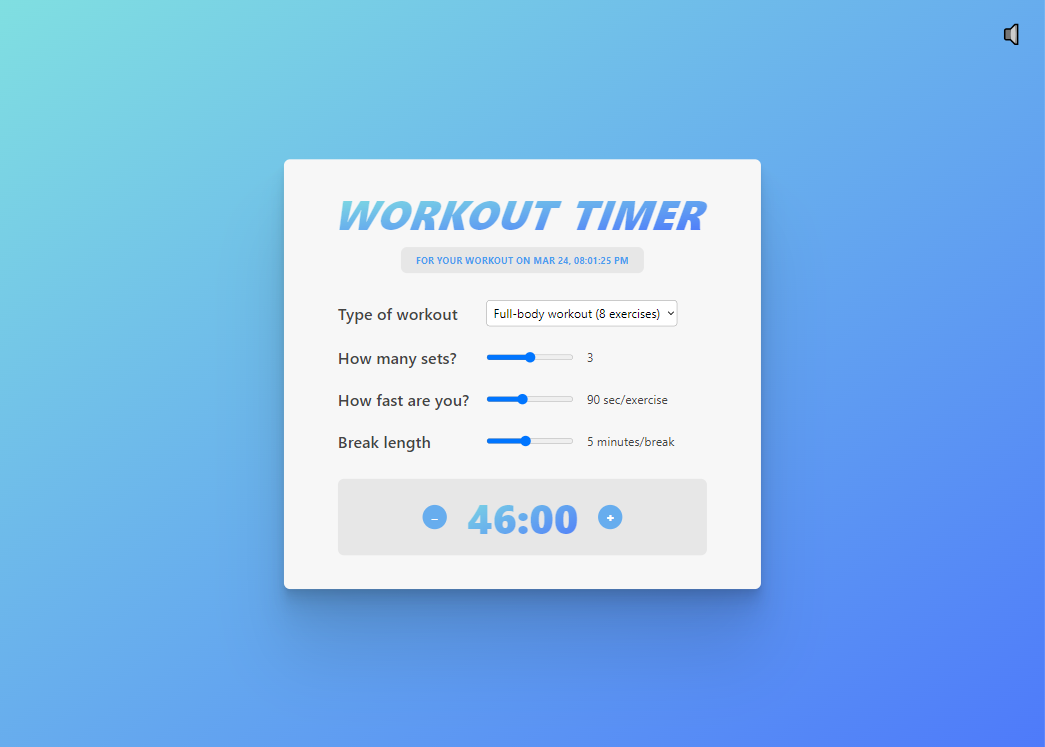 WORKOUT TIMER
FOR YOUR WORKOUT ON MAR 24, 08:01:25 PM
Type of workout Full-body workout (8 exercises)
How many sets? 3
How fast are you? 90 sec/exercise
Break length 5 minutes/break
– 46:00 +